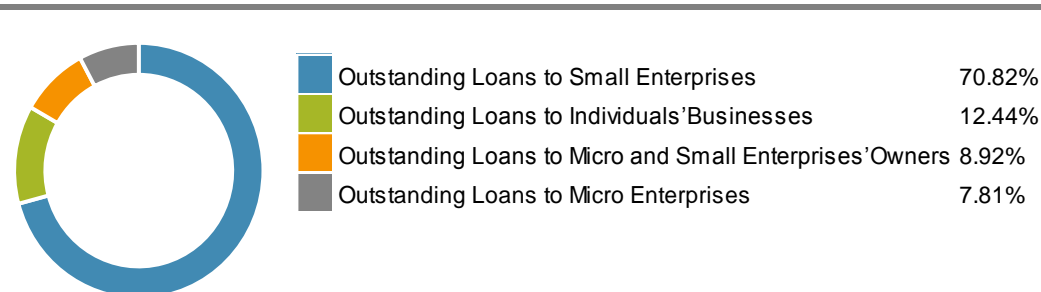 Outstanding Loans to Small Enterprises 70.82%
Outstanding Loans to Individuals'Businesses 12.44%
Outstanding Loans to Micro and Small Enterprises'Owners 8.92%
Outstanding Loans to Micro Enterprises 7.81%